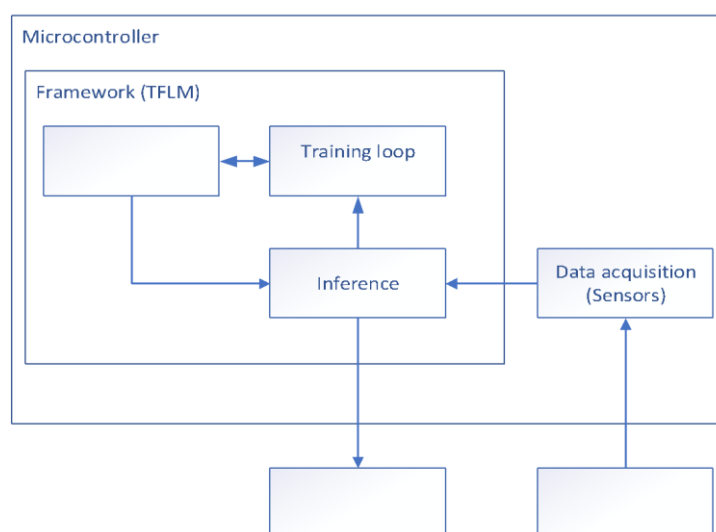 Microcontroller
Framework (TFLM)
Training loop
Inference
Data acquisition
(Sensors)